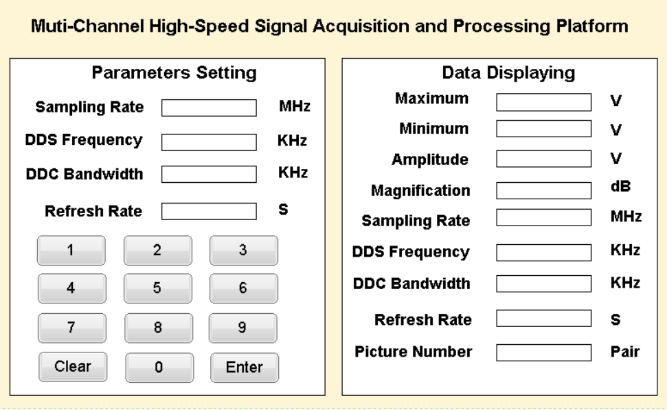 Muti-Channel High-Speed Signal Acquisition and Processing Platform
Parameters Setting
Sampling Rate MHz
DDS Frequency KHz
DDC Bandwidth KHz
Refresh Rate S
1 2 3
4 5 6
7 8 9
Clear 0 Enter
Data Displaying
Maximum V
Minimum V
Amplitude V
Magnification dB
Sampling Rate MHz
DDS Frequency KHz
DDC Bandwidth KHz
Refresh Rate S
Picture Number Pair